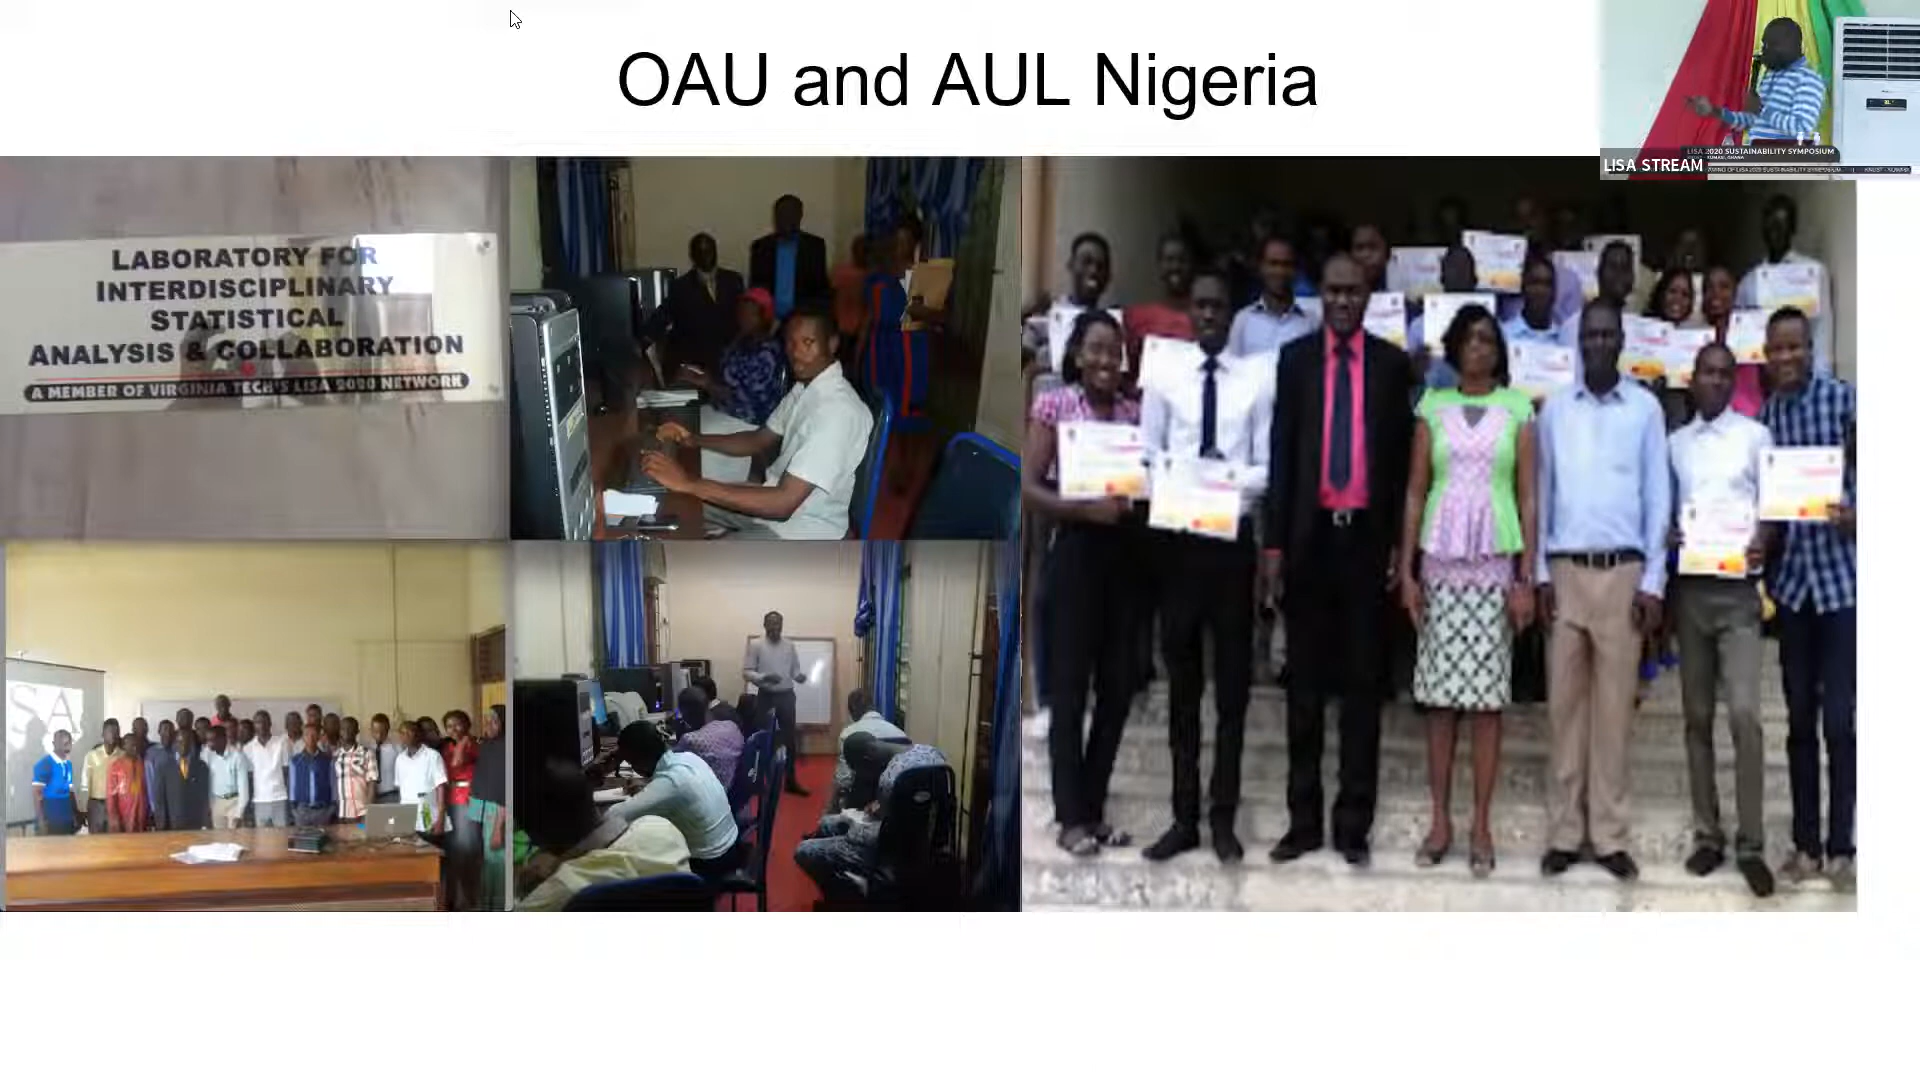 OAU and AUL Nigeria
LISA 2020 SUSTAINABILITY SYMPOSIUM
LISA STREAM
LABORATORY FOR
INTERDISCIPLINARY
STATISTICAL
ANALYSIS & COLLABORATION
A MEMBER OF VIRGINIA TECH'S LISA 2020 NETWORK
SA